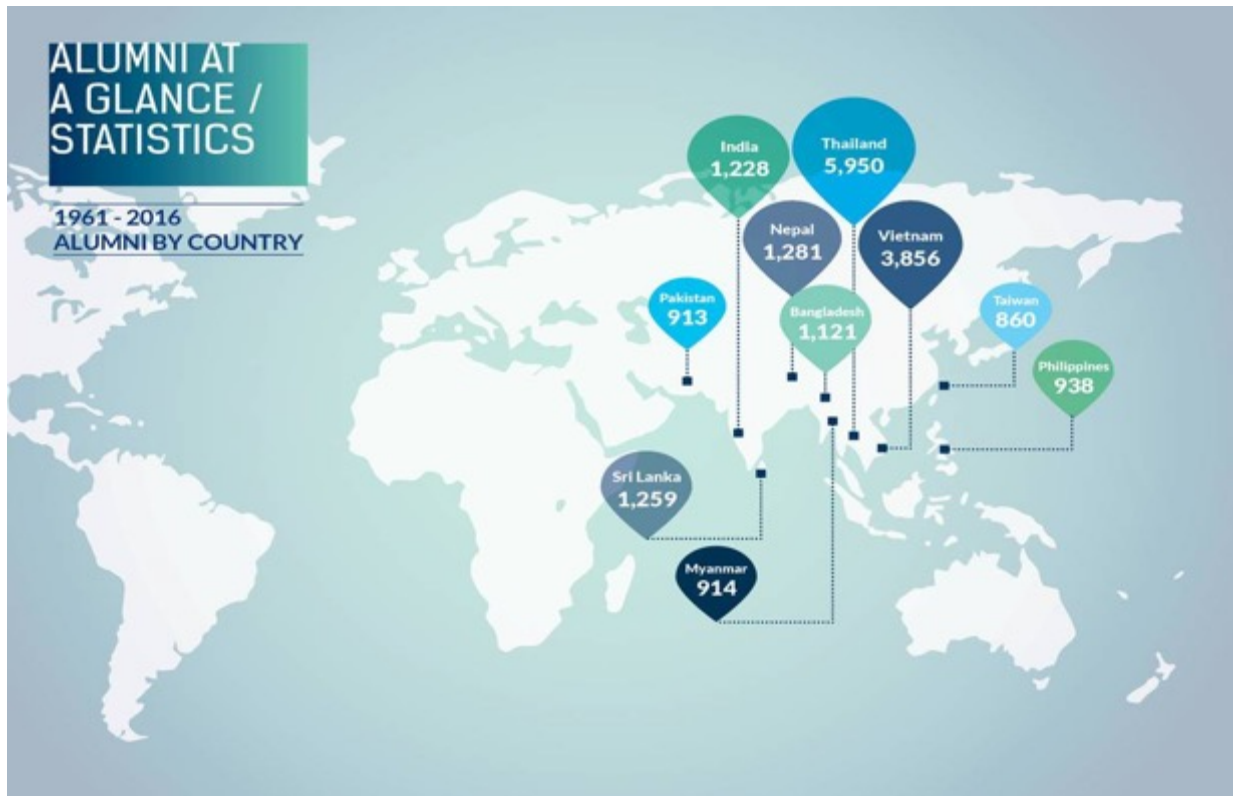 ALUMNI AT
A GLANCE /
STATISTICS
1961 - 2016
ALUMNI BY COUNTRY
India
1,228
Thailand
5,950
Nepal
1,281
Vietnam
3,856
Pakistan
913
Bangladesh
1,121
Taiwan
860
Philippines
938
Sri Lanka
1,259
Myanmar
914